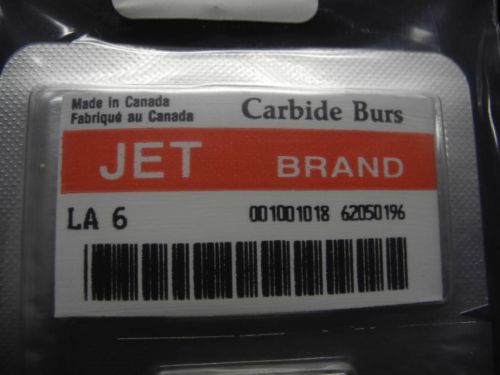 Made in Canada
Fabriqué au Canada
Carbide Burs
JET BRAND
LA 6 001001018 62050196